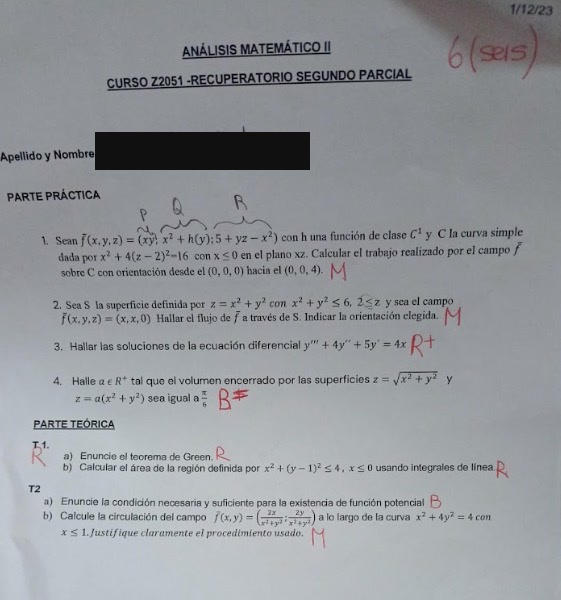 1/12/23
ANÁLISIS MATEMÁTICO II
6 (seis)
CURSO Z2051 -RECUPERATORIO SEGUNDO PARCIAL
Apellido y Nombre
PARTE PRÁCTICA
P Q R
1. Sean f̄(x, y, z) = (xy; x² + h(y); 5 + yz − x²) con h una función de clase C¹ y C la curva simple
dada por x² + 4(z − 2)²=16 con x ≤ 0 en el plano xz. Calcular el trabajo realizado por el campo f̄
sobre C con orientación desde el (0, 0, 0) hacia el (0, 0, 4). M
2. Sea S la superficie definida por z = x² + y² con x² + y² ≤ 6, 2 ≤ z y sea el campo
f̄(x, y, z) = (x, x, 0) Hallar el flujo de f̄ a través de S. Indicar la orientación elegida. M
3. Hallar las soluciones de la ecuación diferencial y''' + 4y'' + 5y' = 4x R+
4. Halle a ϵ R⁺ tal que el volumen encerrado por las superficies z = √(x² + y²) y
z = a(x² + y²) sea igual a π/6 B
PARTE TEÓRICA
T 1.
R a) Enuncie el teorema de Green. R
b) Calcular el área de la región definida por x² + (y − 1)² ≤ 4, x ≤ 0 usando integrales de línea. R
T2
a) Enuncie la condición necesaria y suficiente para la existencia de función potencial B
b) Calcule la circulación del campo f̄(x, y) = (2x/(x²+y²); 2y/(x²+y²)) a lo largo de la curva x² + 4y² = 4 con
x ≤ 1. Justifique claramente el procedimiento usado. M